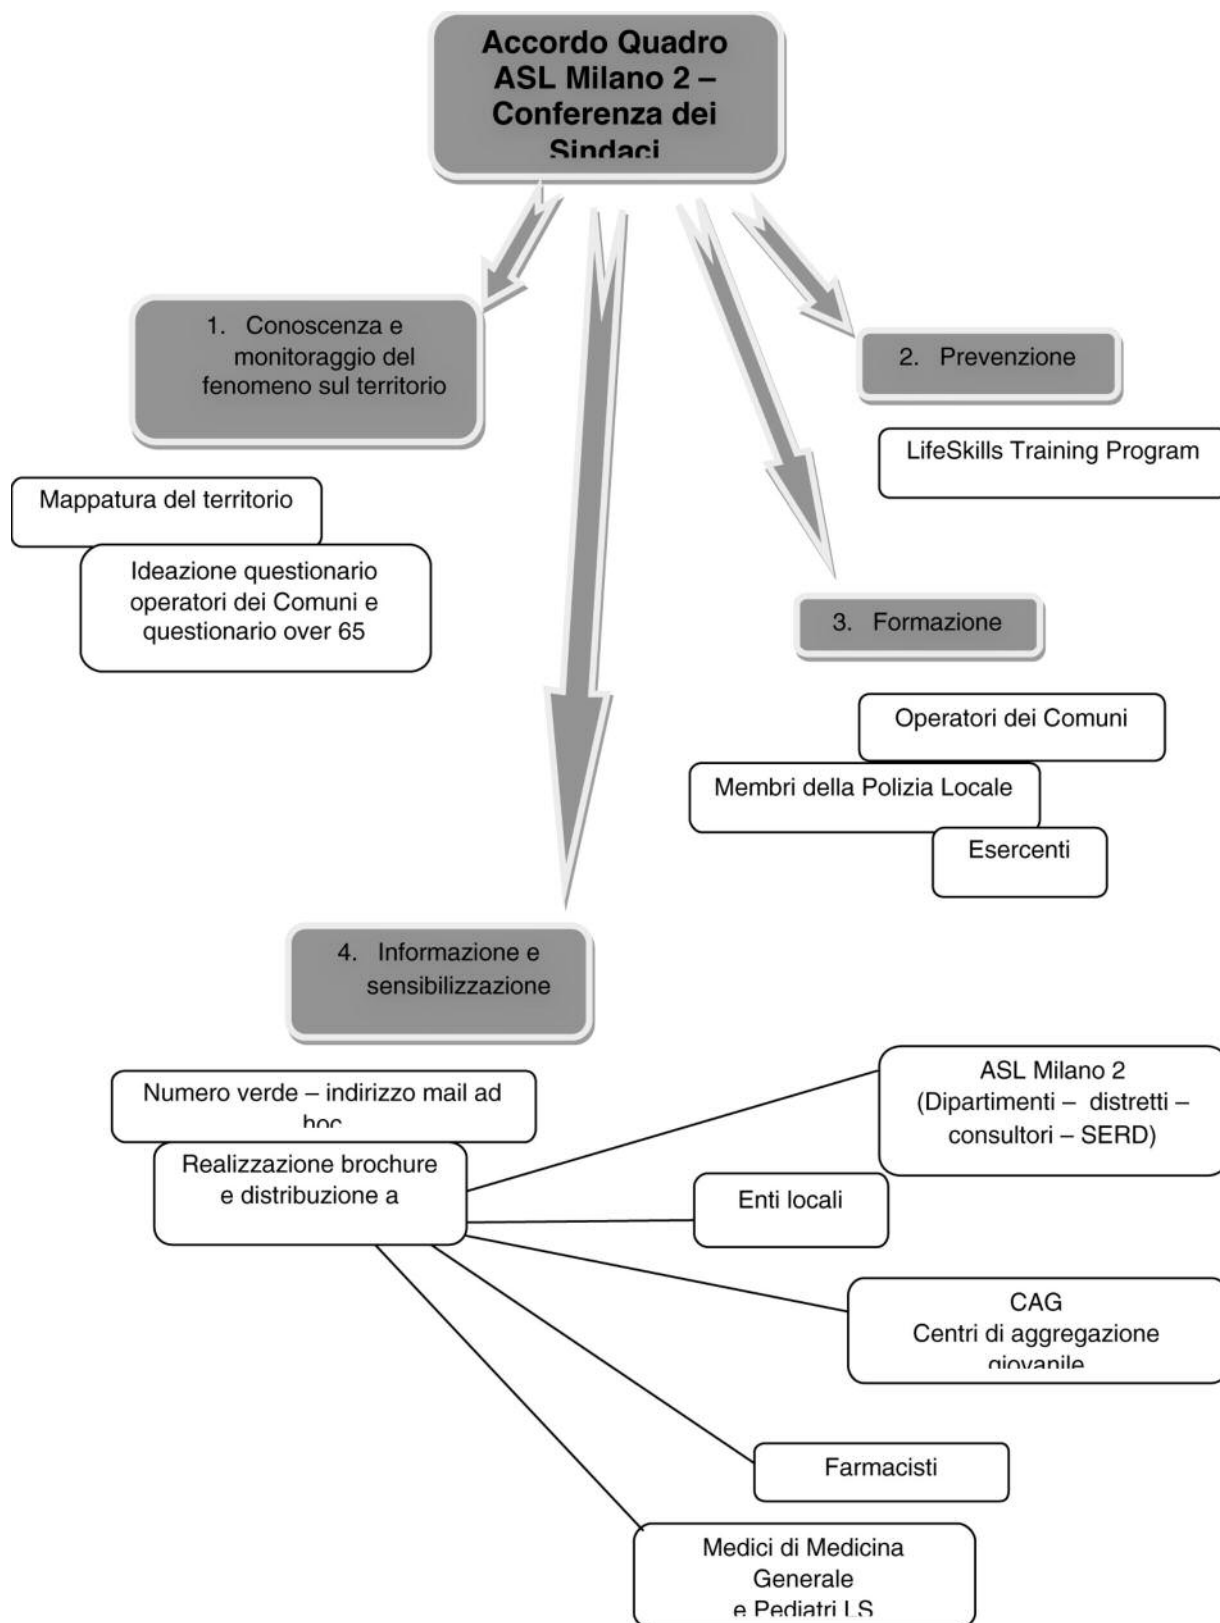 Accordo Quadro
ASL Milano 2 –
Conferenza dei
Sindaci
1. Conoscenza e
monitoraggio del
fenomeno sul territorio
2. Prevenzione
LifeSkills Training Program
Mappatura del territorio
Ideazione questionario
operatori dei Comuni e
questionario over 65
3. Formazione
Operatori dei Comuni
Membri della Polizia Locale
Esercenti
4. Informazione e
sensibilizzazione
Numero verde – indirizzo mail ad
hoc
Realizzazione brochure
e distribuzione a
ASL Milano 2
(Dipartimenti – distretti –
consultori – SERD)
Enti locali
CAG
Centri di aggregazione
giovanile
Farmacisti
Medici di Medicina
Generale
e Pediatri LS